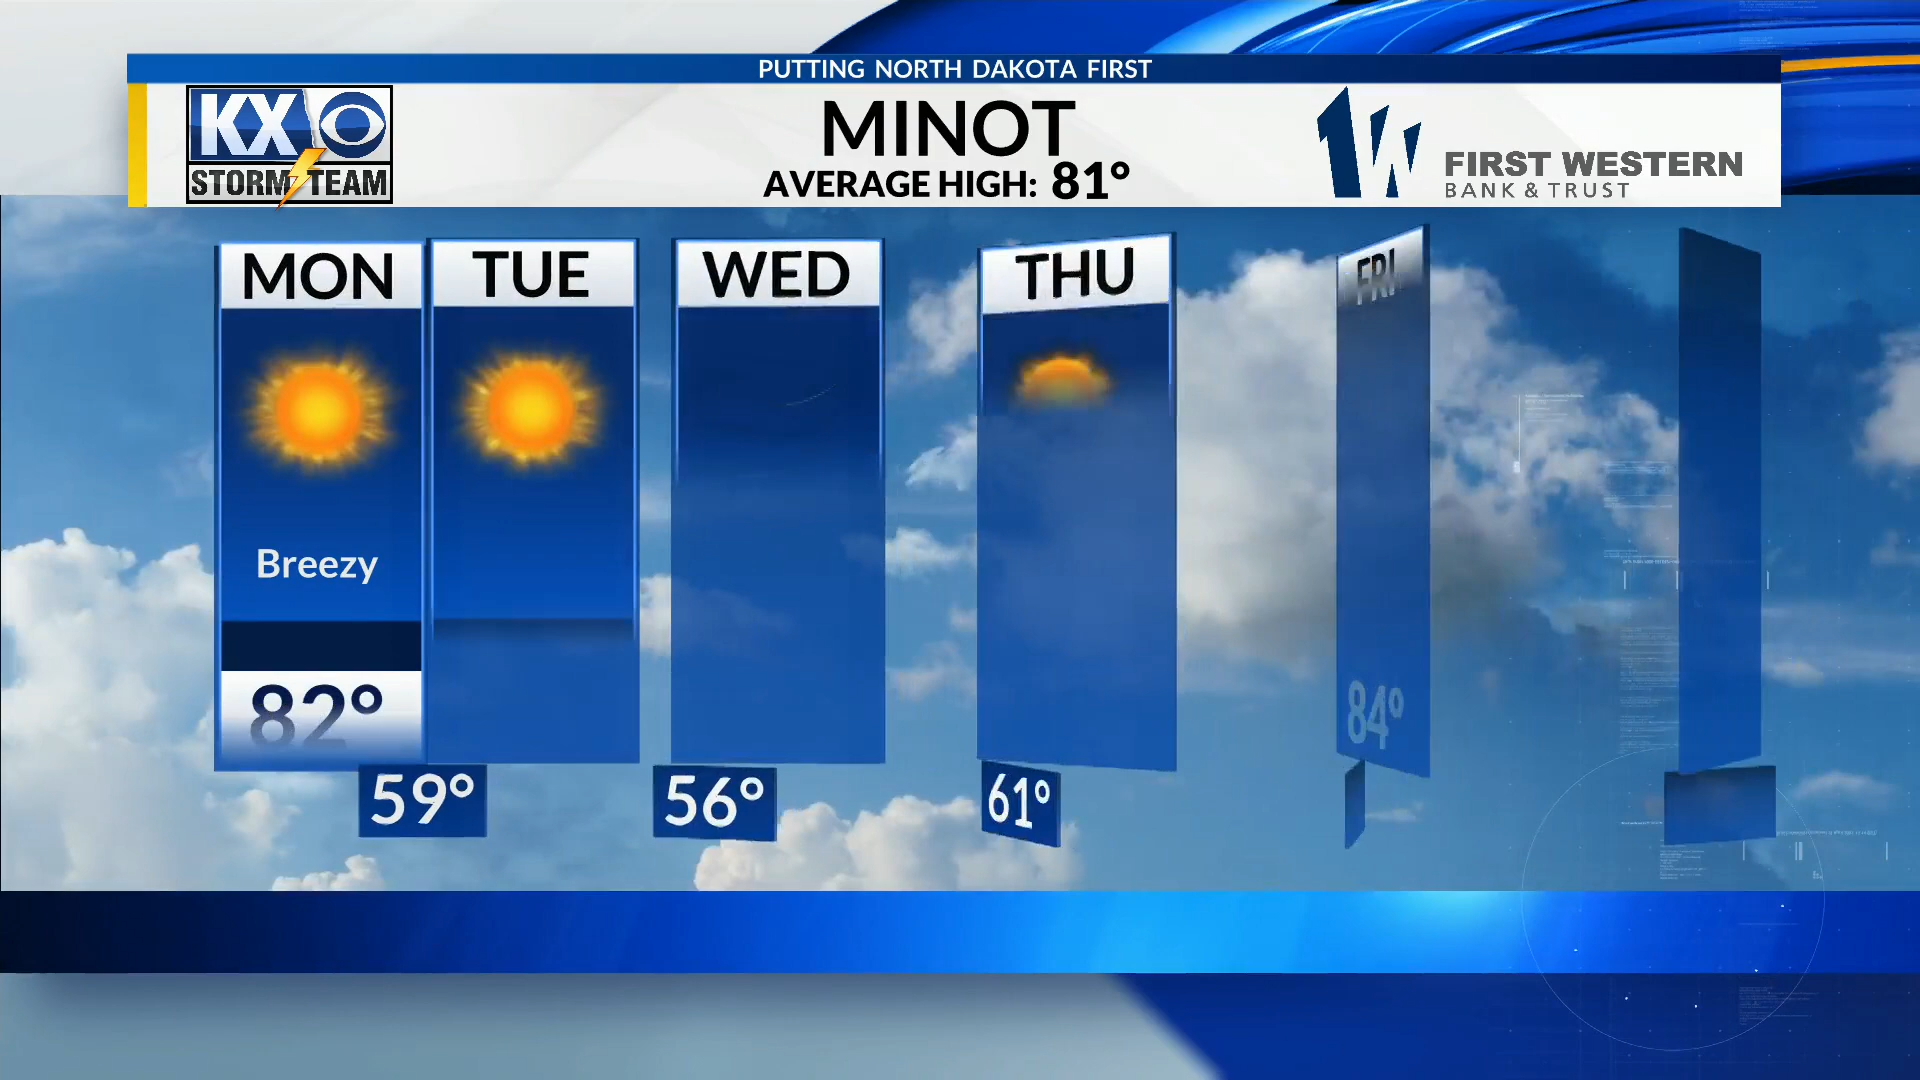 PUTTING NORTH DAKOTA FIRST
KX
STORM TEAM
MINOT
AVERAGE HIGH: 81°
1W
FIRST WESTERN
BANK & TRUST
MON
TUE
WED
THU
FRI
Breezy
82°
84°
59°
56°
61°